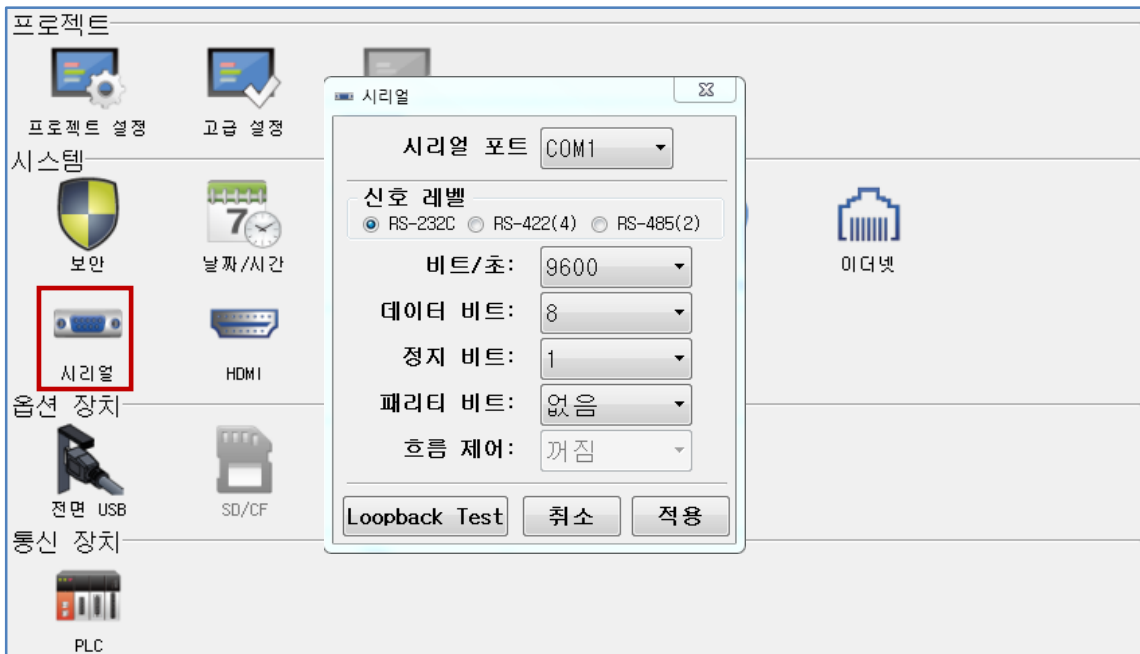 프로젝트
프로젝트 설정
고급 설정
시스템
보안
날짜/시간
이더넷
시리얼
HDMI
옵션 장치
전면 USB
SD/CF
통신 장치
PLC
시리얼
시리얼 포트 COM1
신호 레벨
RS-232C RS-422(4) RS-485(2)
비트/초: 9600
데이터 비트: 8
정지 비트: 1
패리티 비트: 없음
흐름 제어: 꺼짐
Loopback Test 취소 적용